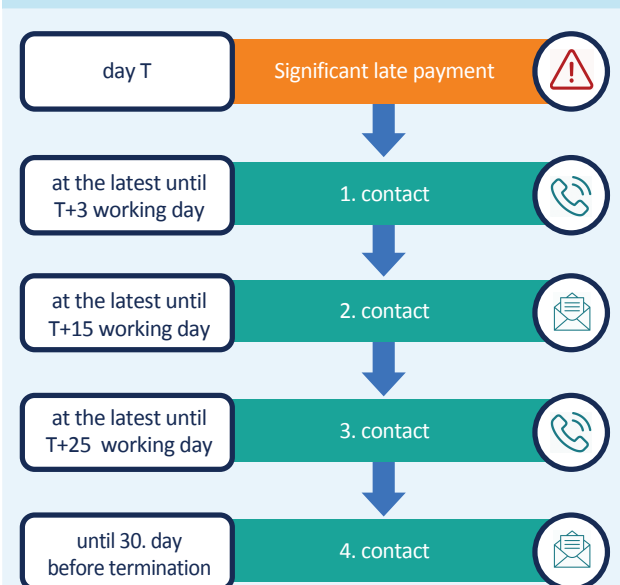 day T
Significant late payment
at the latest until
T+3 working day
1. contact
at the latest until
T+15 working day
2. contact
at the latest until
T+25 working day
3. contact
until 30. day
before termination
4. contact